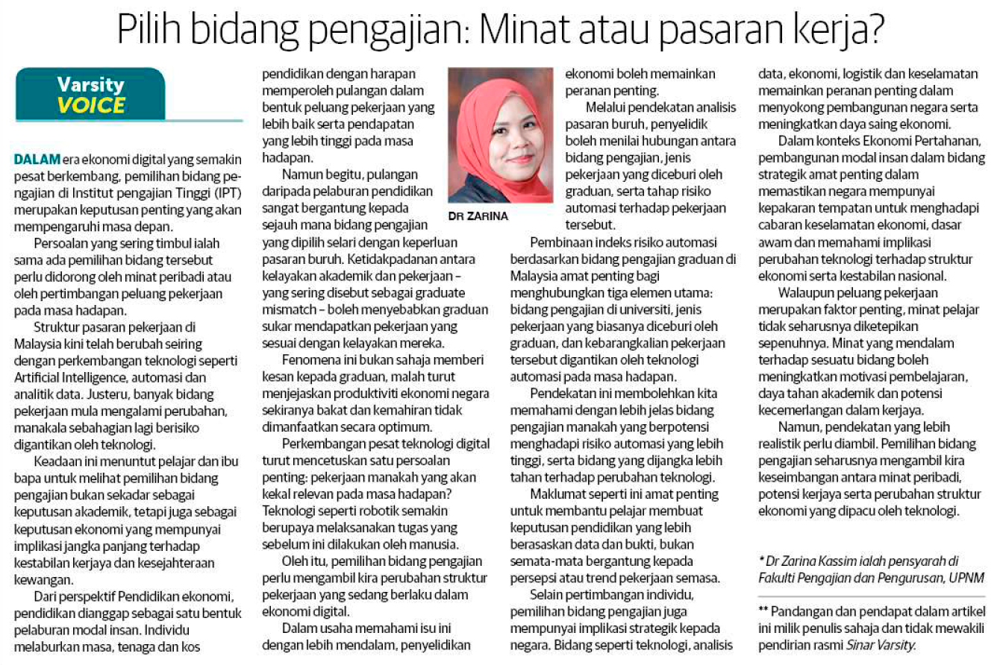 Pilih bidang pengajian: Minat atau pasaran kerja?
Varsity
VOICE
DALAM era ekonomi digital yang semakin
pesat berkembang, pemilihan bidang pe-
ngajian di Institut pengajian Tinggi (IPT)
merupakan keputusan penting yang akan
mempengaruhi masa depan.
Persoalan yang sering timbul ialah
sama ada pemilihan bidang tersebut
perlu didorong oleh minat peribadi atau
oleh pertimbangan peluang pekerjaan
pada masa hadapan.
Struktur pasaran pekerjaan di
Malaysia kini telah berubah seiring
dengan perkembangan teknologi seperti
Artificial Intelligence, automasi dan
analitik data. Justeru, banyak bidang
pekerjaan mula mengalami perubahan,
manakala sebahagian lagi berisiko
digantikan oleh teknologi.
Keadaan ini menuntut pelajar dan ibu
bapa untuk melihat pemilihan bidang
pengajian bukan sekadar sebagai
keputusan akademik, tetapi juga sebagai
keputusan ekonomi yang mempunyai
implikasi jangka panjang terhadap
kestabilan kerjaya dan kesejahteraan
kewangan.
Dari perspektif Pendidikan ekonomi,
pendidikan dianggap sebagai satu bentuk
pelaburan modal insan. Individu
melaburkan masa, tenaga dan kos
pendidikan dengan harapan
memperoleh pulangan dalam
bentuk peluang pekerjaan yang
lebih baik serta pendapatan
yang lebih tinggi pada masa
hadapan.
Namun begitu, pulangan
daripada pelaburan pendidikan
sangat bergantung kepada
sejauh mana bidang pengajian
yang dipilih selari dengan keperluan
pasaran buruh. Ketidakpadanan antara
kelayakan akademik dan pekerjaan –
yang sering disebut sebagai graduate
mismatch – boleh menyebabkan graduan
sukar mendapatkan pekerjaan yang
sesuai dengan kelayakan mereka.
Fenomena ini bukan sahaja memberi
kesan kepada graduan, malah turut
menjejaskan produktiviti ekonomi negara
sekiranya bakat dan kemahiran tidak
dimanfaatkan secara optimum.
Perkembangan pesat teknologi digital
turut mencetuskan satu persoalan
penting: pekerjaan manakah yang akan
kekal relevan pada masa hadapan?
Teknologi seperti robotik semakin
berupaya melaksanakan tugas yang
sebelum ini dilakukan oleh manusia.
Oleh itu, pemilihan bidang pengajian
perlu mengambil kira perubahan struktur
pekerjaan yang sedang berlaku dalam
ekonomi digital.
Dalam usaha memahami isu ini
dengan lebih mendalam, penyelidikan
DR ZARINA
ekonomi boleh memainkan
peranan penting.
Melalui pendekatan analisis
pasaran buruh, penyelidik
boleh menilai hubungan antara
bidang pengajian, jenis
pekerjaan yang diceburi oleh
graduan, serta tahap risiko
automasi terhadap pekerjaan
tersebut.
Pembinaan indeks risiko automasi
berdasarkan bidang pengajian graduan di
Malaysia amat penting bagi
menghubungkan tiga elemen utama:
bidang pengajian di universiti, jenis
pekerjaan yang biasanya diceburi oleh
graduan, dan kebarangkalian pekerjaan
tersebut digantikan oleh teknologi
automasi pada masa hadapan.
Pendekatan ini membolehkan kita
memahami dengan lebih jelas bidang
pengajian manakah yang berpotensi
menghadapi risiko automasi yang lebih
tinggi, serta bidang yang dijangka lebih
tahan terhadap perubahan teknologi.
Maklumat seperti ini amat penting
untuk membantu pelajar membuat
keputusan pendidikan yang lebih
berasaskan data dan bukti, bukan
semata-mata bergantung kepada
persepsi atau trend pekerjaan semasa.
Selain pertimbangan individu,
pemilihan bidang pengajian juga
mempunyai implikasi strategik kepada
negara. Bidang seperti teknologi, analisis
data, ekonomi, logistik dan keselamatan
memainkan peranan penting dalam
menyokong pembangunan negara serta
meningkatkan daya saing ekonomi.
Dalam konteks Ekonomi Pertahanan,
pembangunan modal insan dalam bidang
strategik amat penting dalam
memastikan negara mempunyai
kepakaran tempatan untuk menghadapi
cabaran keselamatan ekonomi, dasar
awam dan memahami implikasi
perubahan teknologi terhadap struktur
ekonomi serta kestabilan nasional.
Walaupun peluang pekerjaan
merupakan faktor penting, minat pelajar
tidak seharusnya diketepikan
sepenuhnya. Minat yang mendalam
terhadap sesuatu bidang boleh
meningkatkan motivasi pembelajaran,
daya tahan akademik dan potensi
kecemerlangan dalam kerjaya.
Namun, pendekatan yang lebih
realistik perlu diambil. Pemilihan bidang
pengajian seharusnya mengambil kira
keseimbangan antara minat peribadi,
potensi kerjaya serta perubahan struktur
ekonomi yang dipacu oleh teknologi.
* Dr Zarina Kassim ialah pensyarah di
Fakulti Pengajian dan Pengurusan, UPNM
** Pandangan dan pendapat dalam artikel
ini milik penulis sahaja dan tidak mewakili
pendirian rasmi Sinar Varsity.